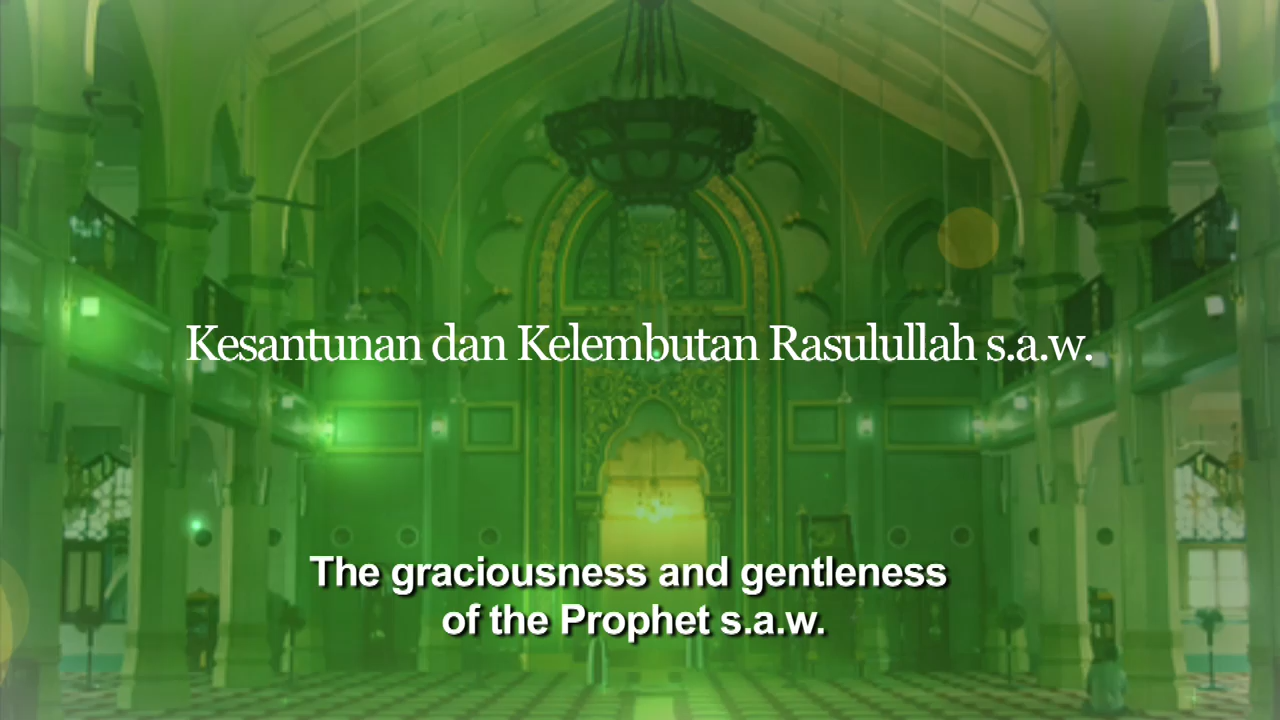 Kesantunan dan Kelembutan Rasulullah s.a.w.
The graciousness and gentleness
of the Prophet s.a.w.